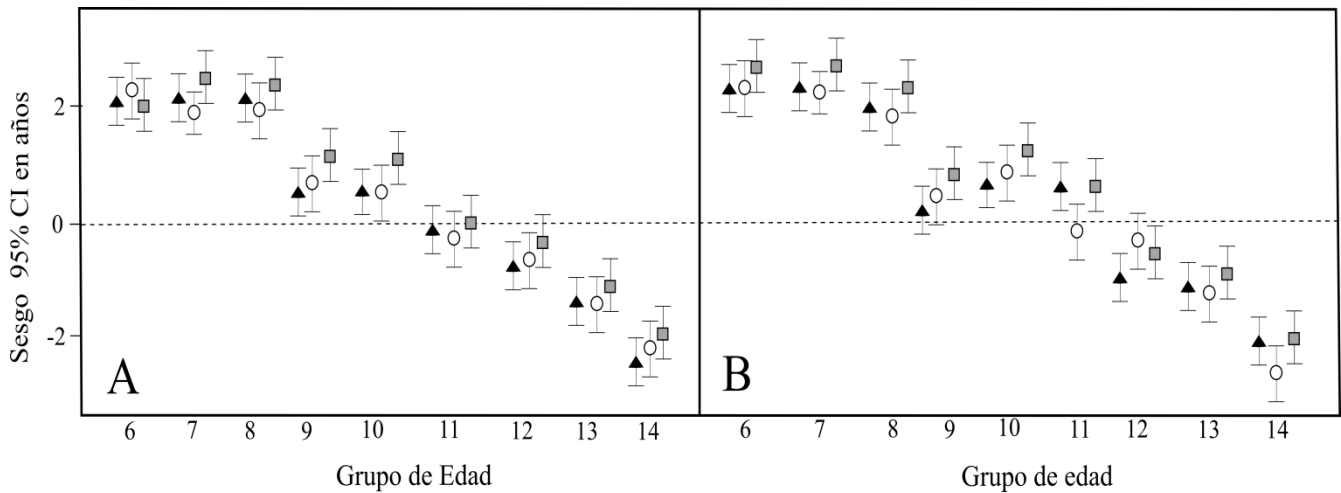 Sesgo 95% CI en años
2
0
-2
A
B
6 7 8 9 10 11 12 13 14
6 7 8 9 10 11 12 13 14
Grupo de Edad
Grupo de edad